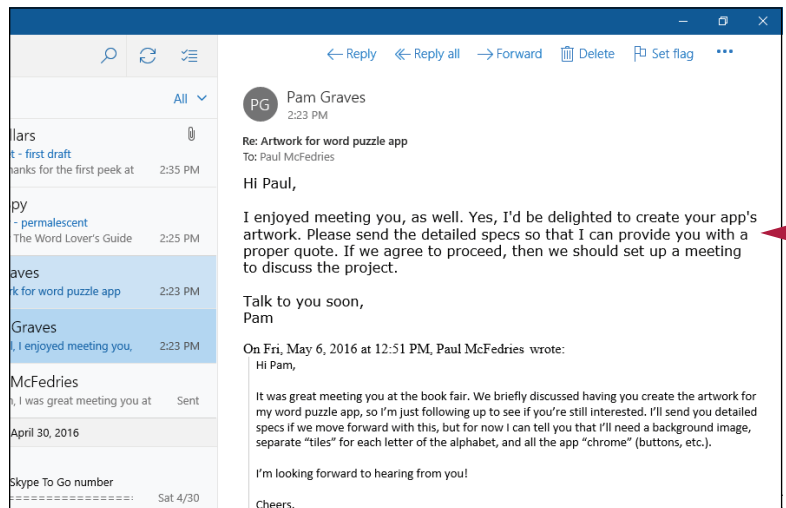 Reply Reply all Forward Delete Set flag •••
All
llars
t - first draft
hanks for the first peek at 2:35 PM
py
- permalescent
The Word Lover's Guide 2:25 PM
aves
rk for word puzzle app 2:23 PM
Graves
l, I enjoyed meeting you, 2:23 PM
McFedries
, I was great meeting you at Sent
April 30, 2016
Skype To Go number
================: Sat 4/30
PG Pam Graves
2:23 PM
Re: Artwork for word puzzle app
To: Paul McFedries
Hi Paul,
I enjoyed meeting you, as well. Yes, I'd be delighted to create your app's
artwork. Please send the detailed specs so that I can provide you with a
proper quote. If we agree to proceed, then we should set up a meeting
to discuss the project.
Talk to you soon,
Pam
On Fri, May 6, 2016 at 12:51 PM, Paul McFedries wrote:
Hi Pam,
It was great meeting you at the book fair. We briefly discussed having you create the artwork for
my word puzzle app, so I'm just following up to see if you're still interested. I'll send you detailed
specs if we move forward with this, but for now I can tell you that I'll need a background image,
separate “tiles” for each letter of the alphabet, and all the app “chrome” (buttons, etc.).
I'm looking forward to hearing from you!
Cheers,